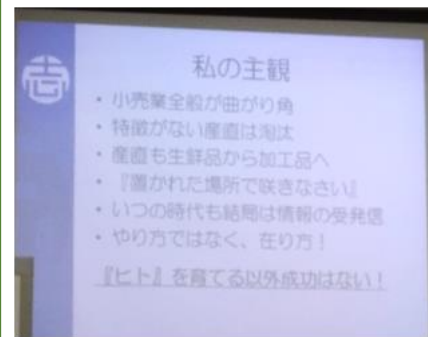 私の主観
・小売業全般が曲がり角
・特徴がない産直は淘汰
・産直も生鮮品から加工品へ
・『置かれた場所で咲きなさい』
・いつの時代も結局は情報の受発信
・やり方ではなく、在り方！
『ヒト』を育てる以外成功はない！